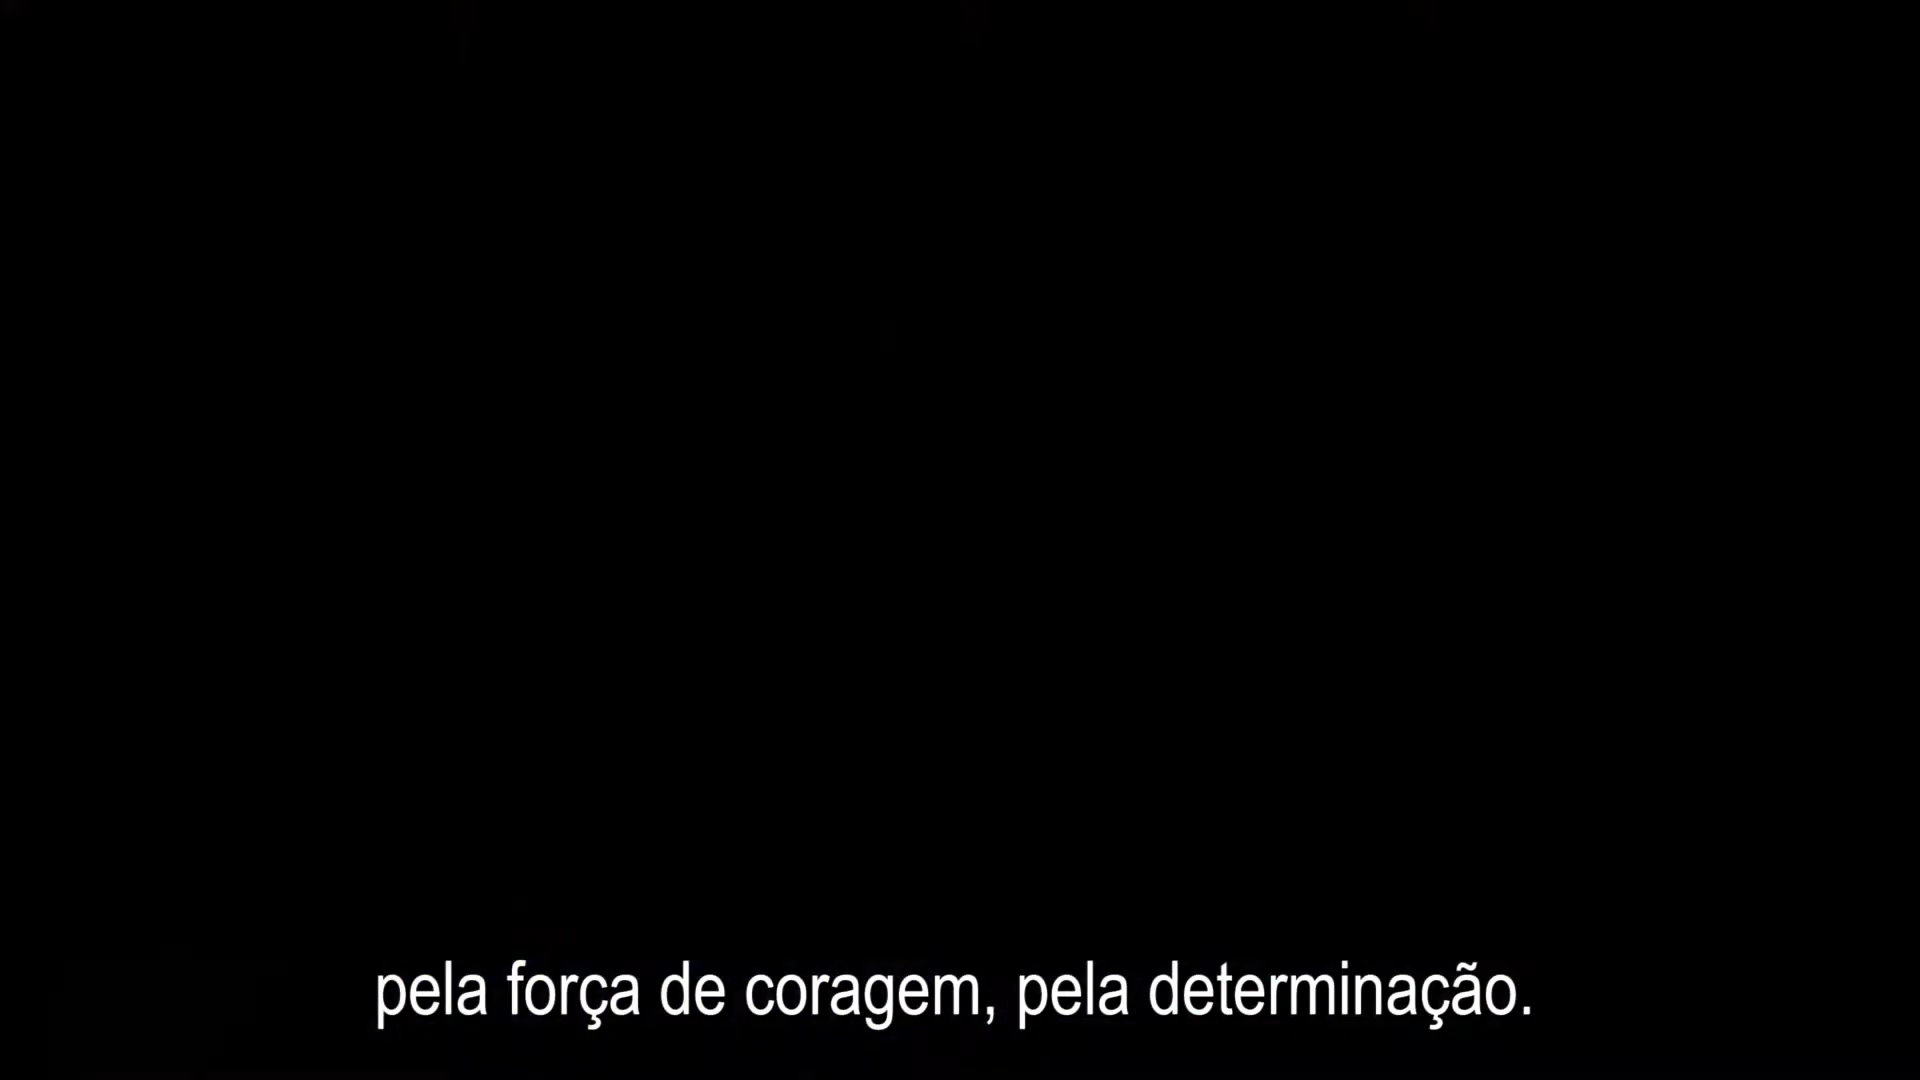 pela força de coragem, pela determinação.